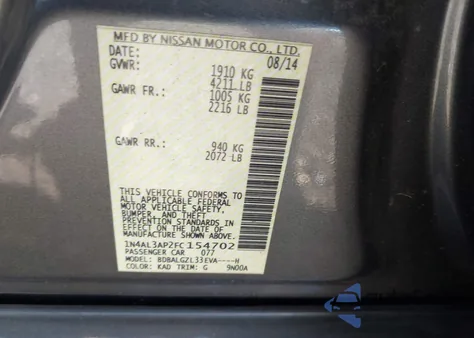 MFD BY NISSAN MOTOR CO., LTD.
DATE: 08/14
GVWR: 1910 KG
4211 LB
GAWR FR.: 1005 KG
2216 LB
GAWR RR.: 940 KG
2072 LB
THIS VEHICLE CONFORMS TO
ALL APPLICABLE FEDERAL
MOTOR VEHICLE SAFETY,
BUMPER, AND THEFT
PREVENTION STANDARDS
IN EFFECT ON THE DATE OF
MANUFACTURE SHOWN ABOVE.
1N4AL3AP2FC154702
PASSENGER CAR 077
MODEL: BDBALGZL33EVA----H
COLOR: KAD TRIM: G 9N00A